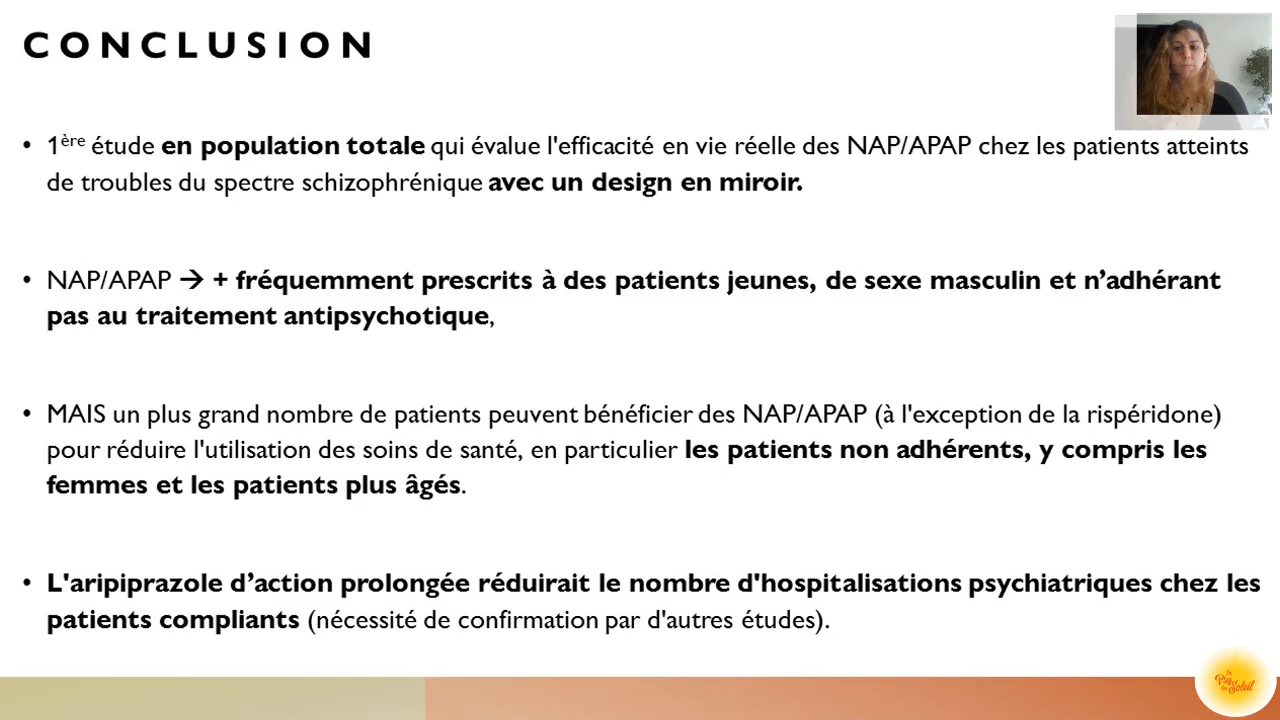 CONCLUSION
• 1ère étude en population totale qui évalue l'efficacité en vie réelle des NAP/APAP chez les patients atteints
de troubles du spectre schizophrénique avec un design en miroir.
• NAP/APAP → + fréquemment prescrits à des patients jeunes, de sexe masculin et n’adhérant
pas au traitement antipsychotique,
• MAIS un plus grand nombre de patients peuvent bénéficier des NAP/APAP (à l'exception de la rispéridone)
pour réduire l'utilisation des soins de santé, en particulier les patients non adhérents, y compris les
femmes et les patients plus âgés.
• L'aripiprazole d’action prolongée réduirait le nombre d'hospitalisations psychiatriques chez les
patients compliants (nécessité de confirmation par d'autres études).
Psy
Soleil